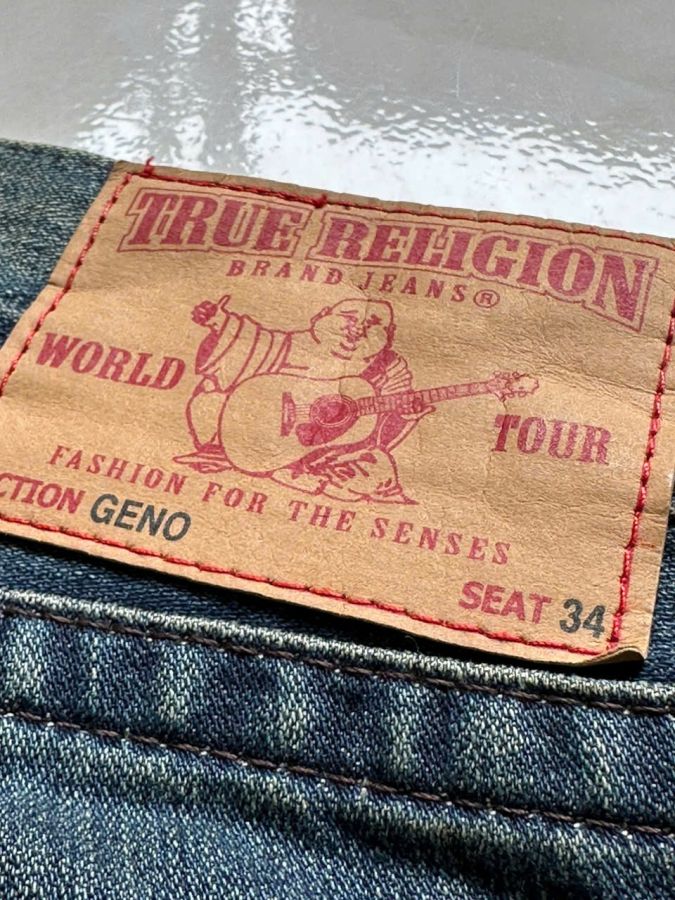 TRUE RELIGION
BRAND JEANS®
WORLD TOUR
FASHION FOR THE SENSES
CTION GENO
SEAT 34